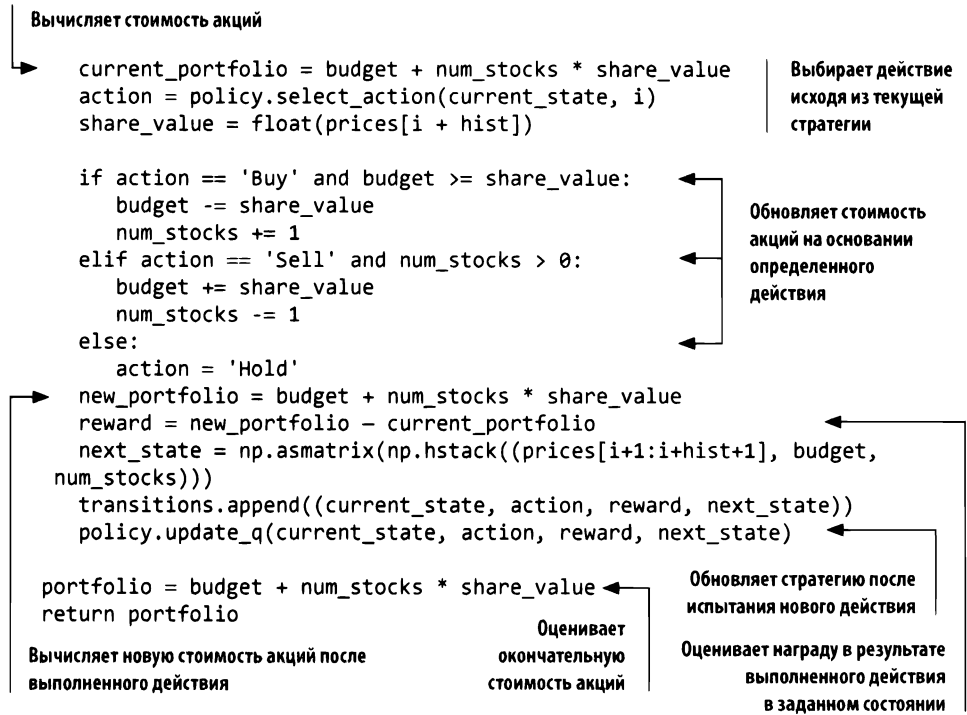 Вычисляет стоимость акций
current_portfolio = budget + num_stocks * share_value
action = policy.select_action(current_state, i)
share_value = float(prices[i + hist])
Выбирает действие
исходя из текущей
стратегии
if action == 'Buy' and budget >= share_value:
budget -= share_value
num_stocks += 1
elif action == 'Sell' and num_stocks > 0:
budget += share_value
num_stocks -= 1
else:
action = 'Hold'
Обновляет стоимость
акций на основании
определенного
действия
new_portfolio = budget + num_stocks * share_value
reward = new_portfolio – current_portfolio
next_state = np.asmatrix(np.hstack((prices[i+1:i+hist+1], budget,
num_stocks)))
transitions.append((current_state, action, reward, next_state))
policy.update_q(current_state, action, reward, next_state)
portfolio = budget + num_stocks * share_value
return portfolio
Обновляет стратегию после
испытания нового действия
Оценивает
окончательную
стоимость акций
Вычисляет новую стоимость акций после
выполненного действия
Оценивает награду в результате
выполненного действия
в заданном состоянии